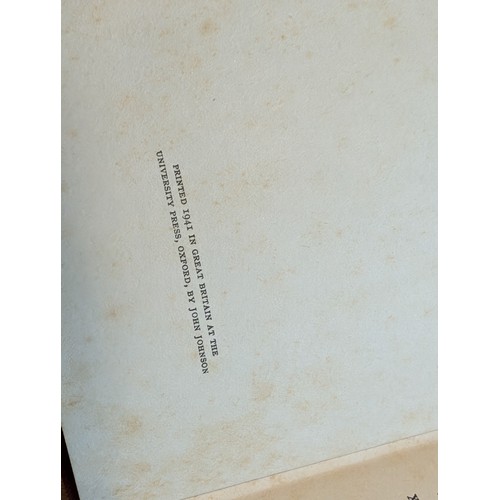 PRINTED 1941 IN GREAT BRITAIN AT THE
UNIVERSITY PRESS, OXFORD, BY JOHN JOHNSON